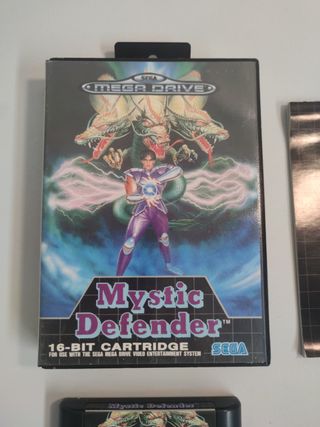 SEGA
MEGA DRIVE
Mystic
Defender™
16-BIT CARTRIDGE
FOR USE WITH THE SEGA MEGA DRIVE VIDEO ENTERTAINMENT SYSTEM
SEGA
Mystic Defender